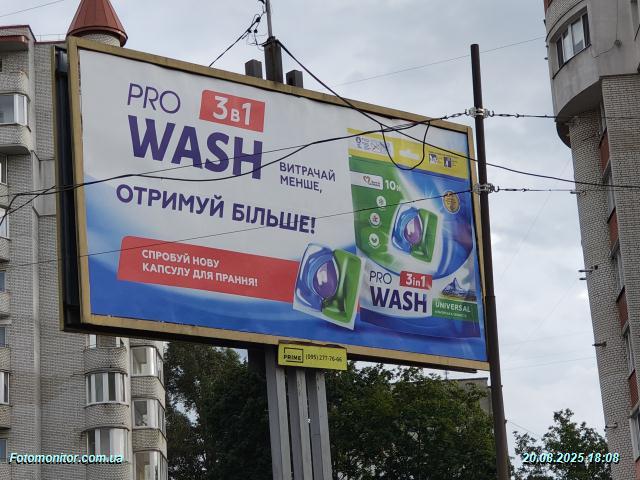 PRO
3в1
WASH
ВИТРАЧАЙ
МЕНШЕ,
ОТРИМУЙ БІЛЬШЕ!
СПРОБУЙ НОВУ
КАПСУЛУ ДЛЯ ПРАННЯ!
10
PRO
3in1
WASH
UNIVERSAL
PRIME
(095) 277-76-66
Fotomonitor.com.ua
20.08.2025 18:08